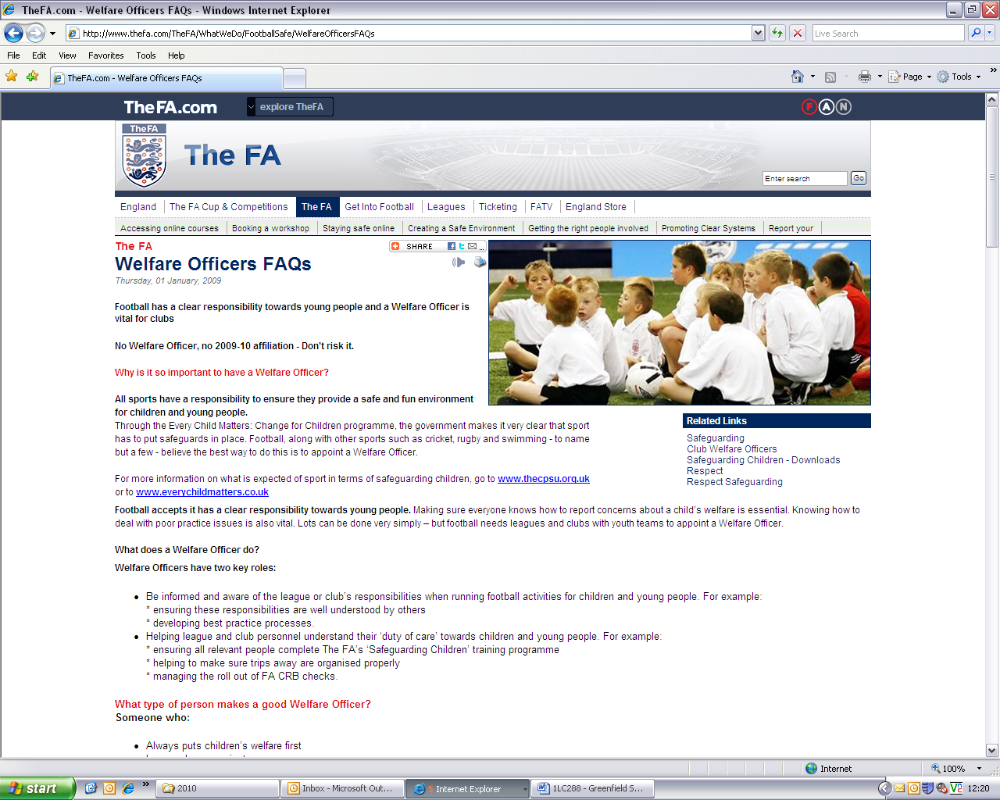 TheFA.com - Welfare Officers FAQs - Windows Internet Explorer
http://www.thefa.com/TheFA/WhatWeDo/FootballSafe/WelfareOfficersFAQs
Live Search
File Edit View Favorites Tools Help
TheFA.com - Welfare Officers FAQs
Page Tools
TheFA.com explore TheFA F A N
TheFA
The FA
Enter search Go
England The FA Cup & Competitions The FA Get Into Football Leagues Ticketing FATV England Store
Accessing online courses Booking a workshop Staying safe online Creating a Safe Environment Getting the right people involved Promoting Clear Systems Report your
The FA SHARE ...
Welfare Officers FAQs
Thursday, 01 January, 2009
Football has a clear responsibility towards young people and a Welfare Officer is
vital for clubs
No Welfare Officer, no 2009-10 affiliation - Don't risk it.
Why is it so important to have a Welfare Officer?
All sports have a responsibility to ensure they provide a safe and fun environment
for children and young people.
Through the Every Child Matters: Change for Children programme, the government makes it very clear that sport
has to put safeguards in place. Football, along with other sports such as cricket, rugby and swimming - to name
but a few - believe the best way to do this is to appoint a Welfare Officer.
For more information on what is expected of sport in terms of safeguarding children, go to www.thecpsu.org.uk
or to www.everychildmatters.co.uk
Related Links
Safeguarding
Club Welfare Officers
Safeguarding Children - Downloads
Respect
Respect Safeguarding
Football accepts it has a clear responsibility towards young people. Making sure everyone knows how to report concerns about a child's welfare is essential. Knowing how to
deal with poor practice issues is also vital. Lots can be done very simply – but football needs leagues and clubs with youth teams to appoint a Welfare Officer.
What does a Welfare Officer do?
Welfare Officers have two key roles:
• Be informed and aware of the league or club's responsibilities when running football activities for children and young people. For example:
* ensuring these responsibilities are well understood by others
* developing best practice processes.
• Helping league and club personnel understand their 'duty of care' towards children and young people. For example:
* ensuring all relevant people complete The FA's 'Safeguarding Children' training programme
* helping to make sure trips away are organised properly
* managing the roll out of FA CRB checks.
What type of person makes a good Welfare Officer?
Someone who:
• Always puts children's welfare first
Internet 100%
start 2010 Inbox - Microsoft Out... 5 Internet Explorer 1LC288 - Greenfield S... 12:20